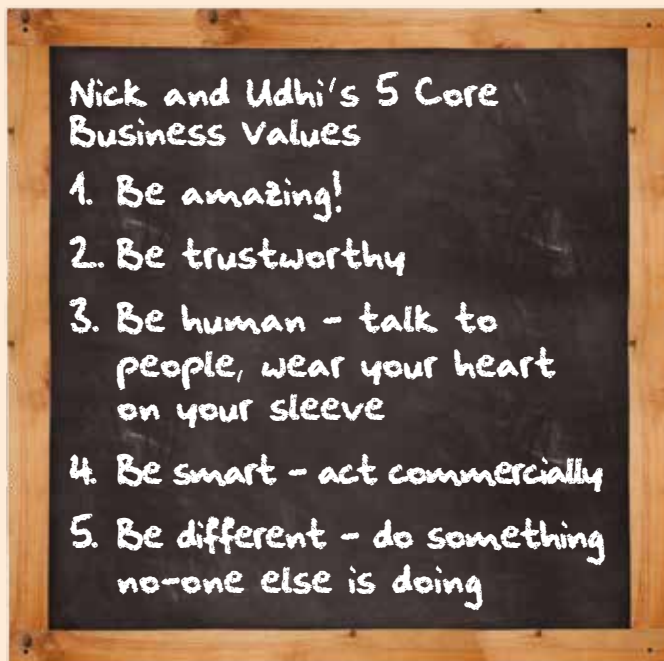 Nick and Udhi's 5 Core
Business Values
1. Be amazing!
2. Be trustworthy
3. Be human - talk to
people, wear your heart
on your sleeve
4. Be smart - act commercially
5. Be different - do something
no-one else is doing